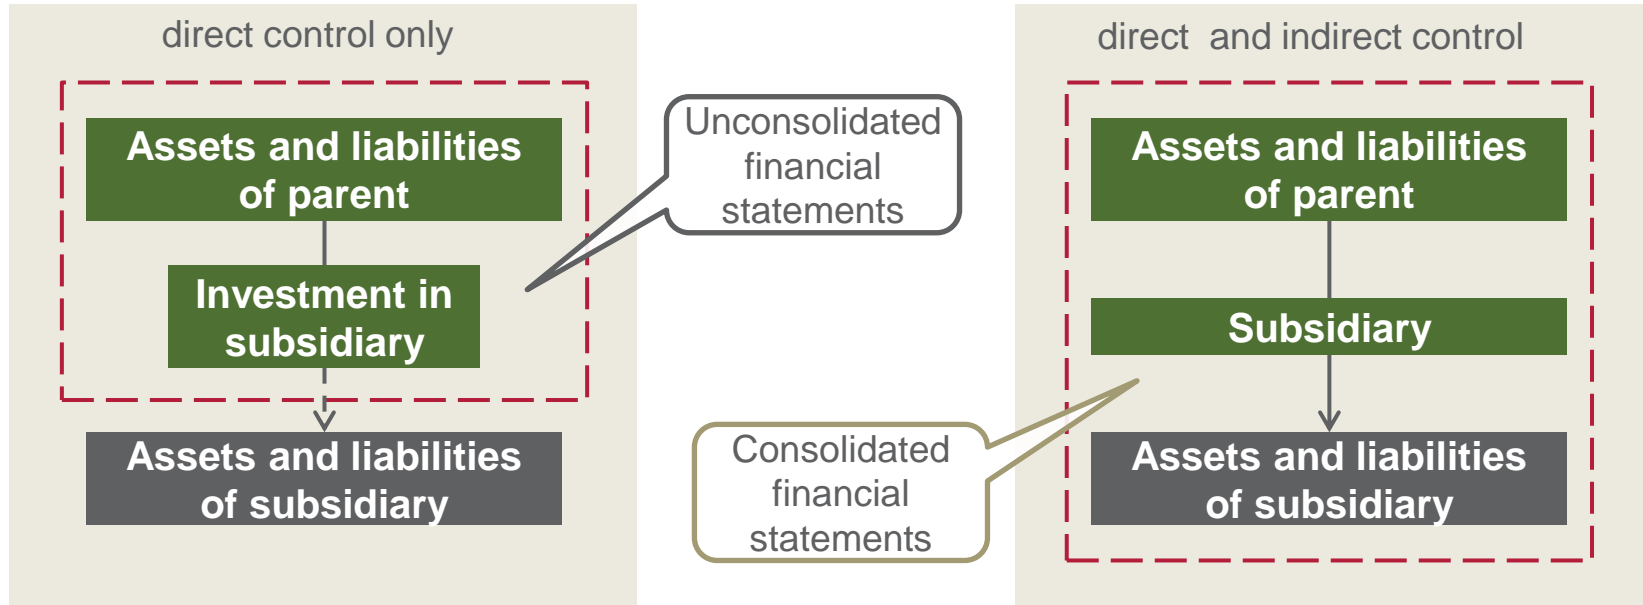 direct control only
Assets and liabilities
of parent
Investment in
subsidiary
Assets and liabilities
of subsidiary
Unconsolidated
financial
statements
Consolidated
financial
statements
direct  and indirect control
Assets and liabilities
of parent
Subsidiary
Assets and liabilities
of subsidiary